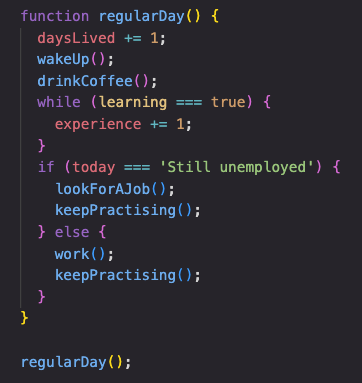 function regularDay() {
  daysLived += 1;
  wakeUp();
  drinkCoffee();
  while (learning === true) {
    experience += 1;
  }
  if (today === 'Still unemployed') {
    lookForAJob();
    keepPractising();
  } else {
    work();
    keepPractising();
  }
}

regularDay();